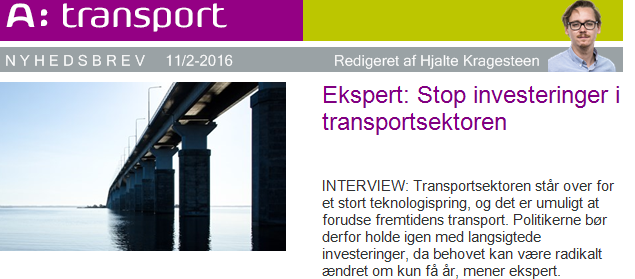 A: transport
NYHEDSBREV 11/2-2016 Redigeret af Hjalte Kragesteen
Ekspert: Stop investeringer i
transportsektoren
INTERVIEW: Transportsektoren står over for
et stort teknologispring, og det er umuligt at
forudse fremtidens transport. Politikerne bør
derfor holde igen med langsigtede
investeringer, da behovet kan være radikalt
ændret om kun få år, mener ekspert.